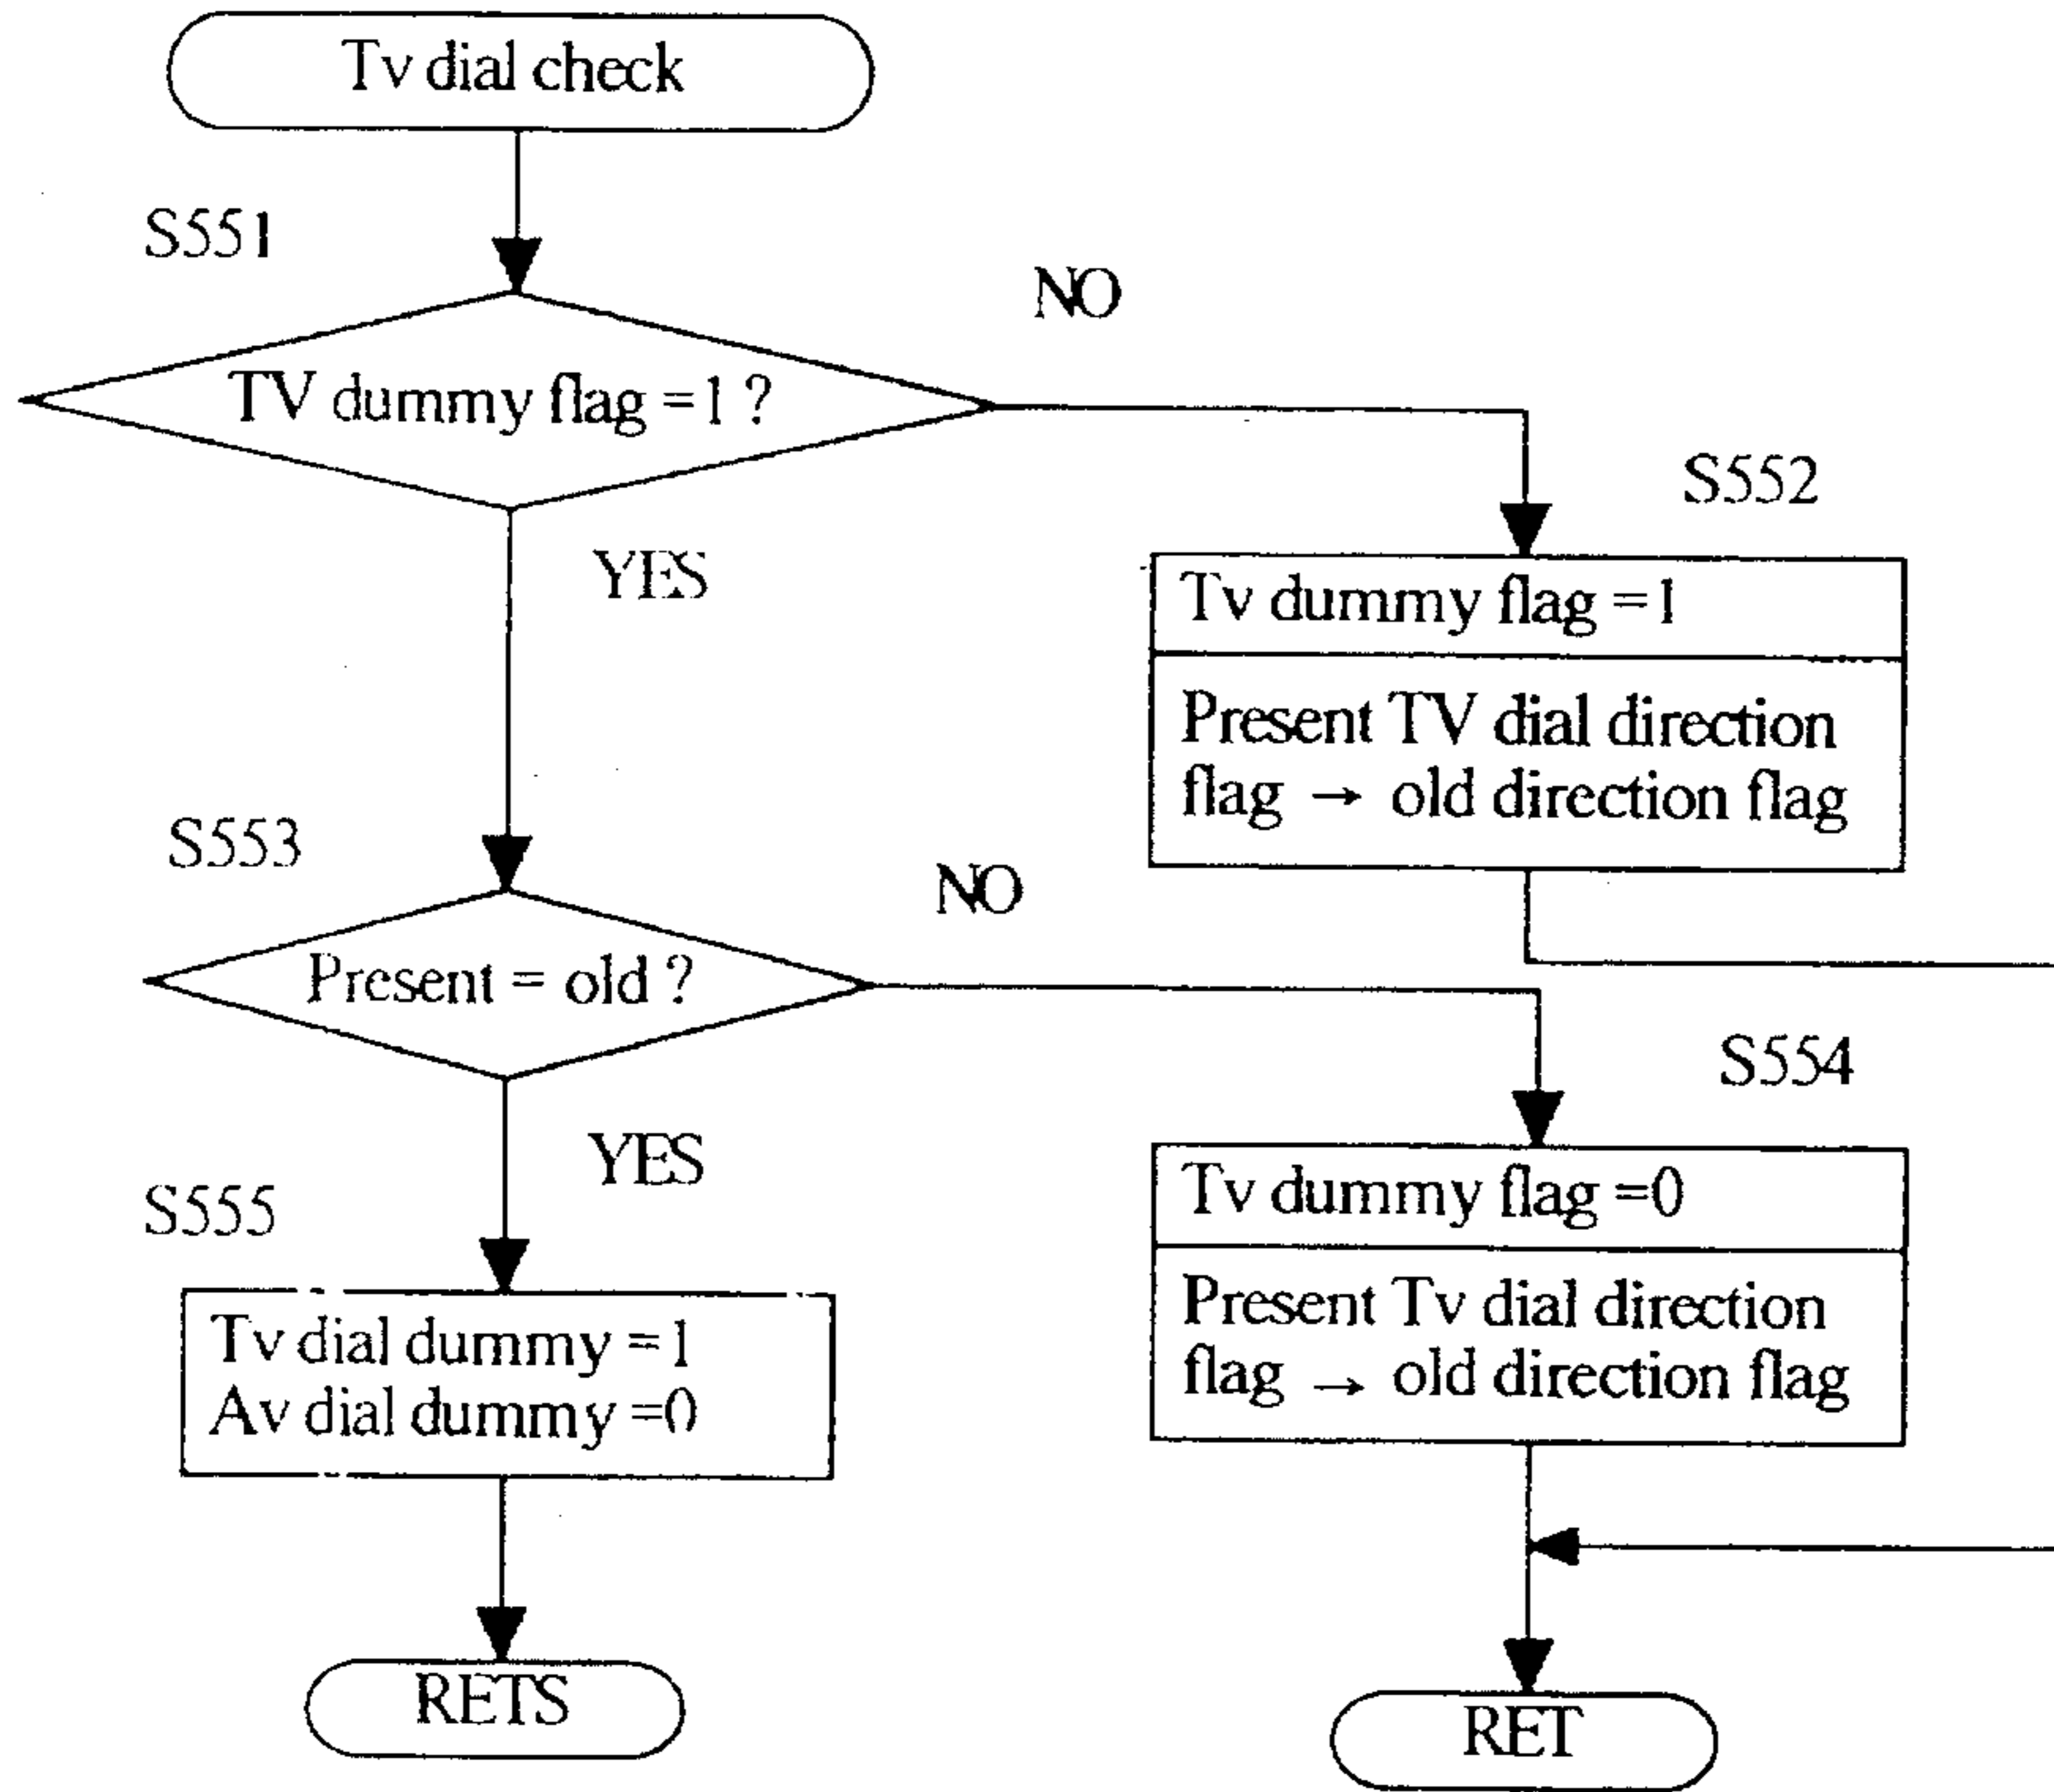 Tv dial check
S551
NO
TV dummy flag =1 ?
S552
YES
Tv dummy flag =1
Present TV dial direction
flag → old direction flag
S553
NO
Present = old ?
S554
YES
Tv dummy flag =0
S555
Present Tv dial direction
flag → old direction flag
Tv dial dummy =1
Av dial dummy =0
RETS
RET